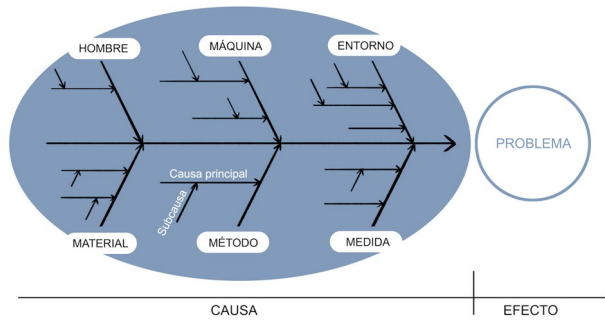 HOMBRE
MÁQUINA
ENTORNO
PROBLEMA
Causa principal
Subcausa
MATERIAL
MÉTODO
MEDIDA
CAUSA
EFECTO